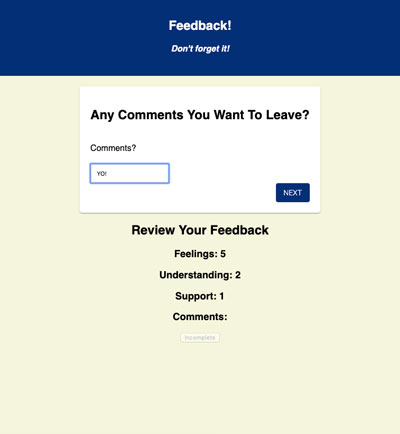 Feedback!
Don't forget it!
Any Comments You Want To Leave?
Comments?
YO!
NEXT
Review Your Feedback
Feelings: 5
Understanding: 2
Support: 1
Comments:
Incomplete